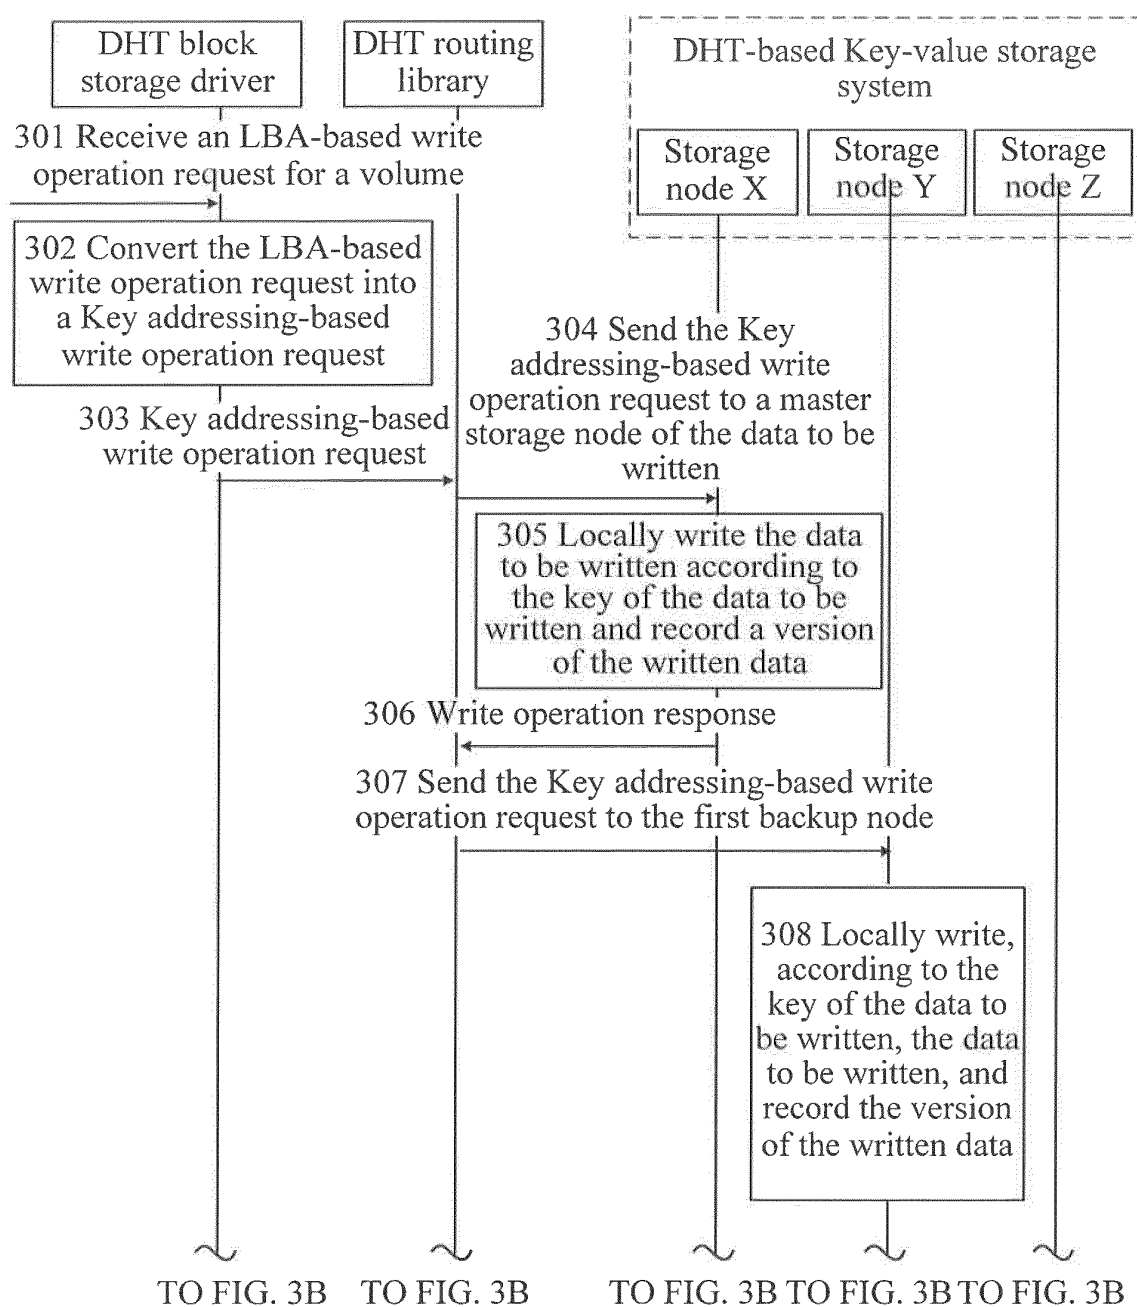 DHT block
storage driver
DHT routing
library
DHT-based Key-value storage
system
Storage
node X
Storage
node Y
Storage
node Z
301 Receive an LBA-based write
operation request for a volume
302 Convert the LBA-based
write operation request into
a Key addressing-based
write operation request
303 Key addressing-based
write operation request
304 Send the Key
addressing-based write
operation request to a master
storage node of the data to be
written
305 Locally write the data
to be written according to
the key of the data to be
written and record a version
of the written data
306 Write operation response
307 Send the Key addressing-based write
operation request to the first backup node
308 Locally write,
according to the
key of the data to
be written, the data
to be written, and
record the version
of the written data
TO FIG. 3B
TO FIG. 3B
TO FIG. 3B
TO FIG. 3B
TO FIG. 3B